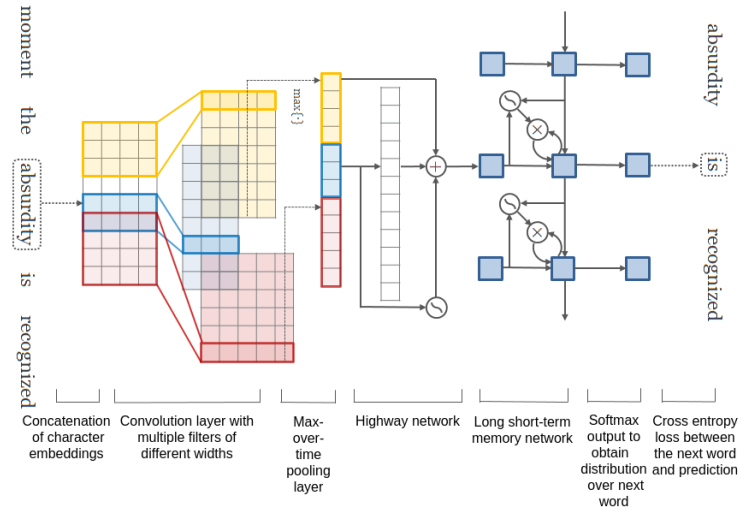 moment the absurdity is recognized
max{·}
+
×
×
absurdity is recognized
Concatenation
of character
embeddings
Convolution layer with
multiple filters of
different widths
Max-
over-
time
pooling
layer
Highway network
Long short-term
memory network
Softmax
output to
obtain
distribution
over next
word
Cross entropy
loss between
the next word
and prediction